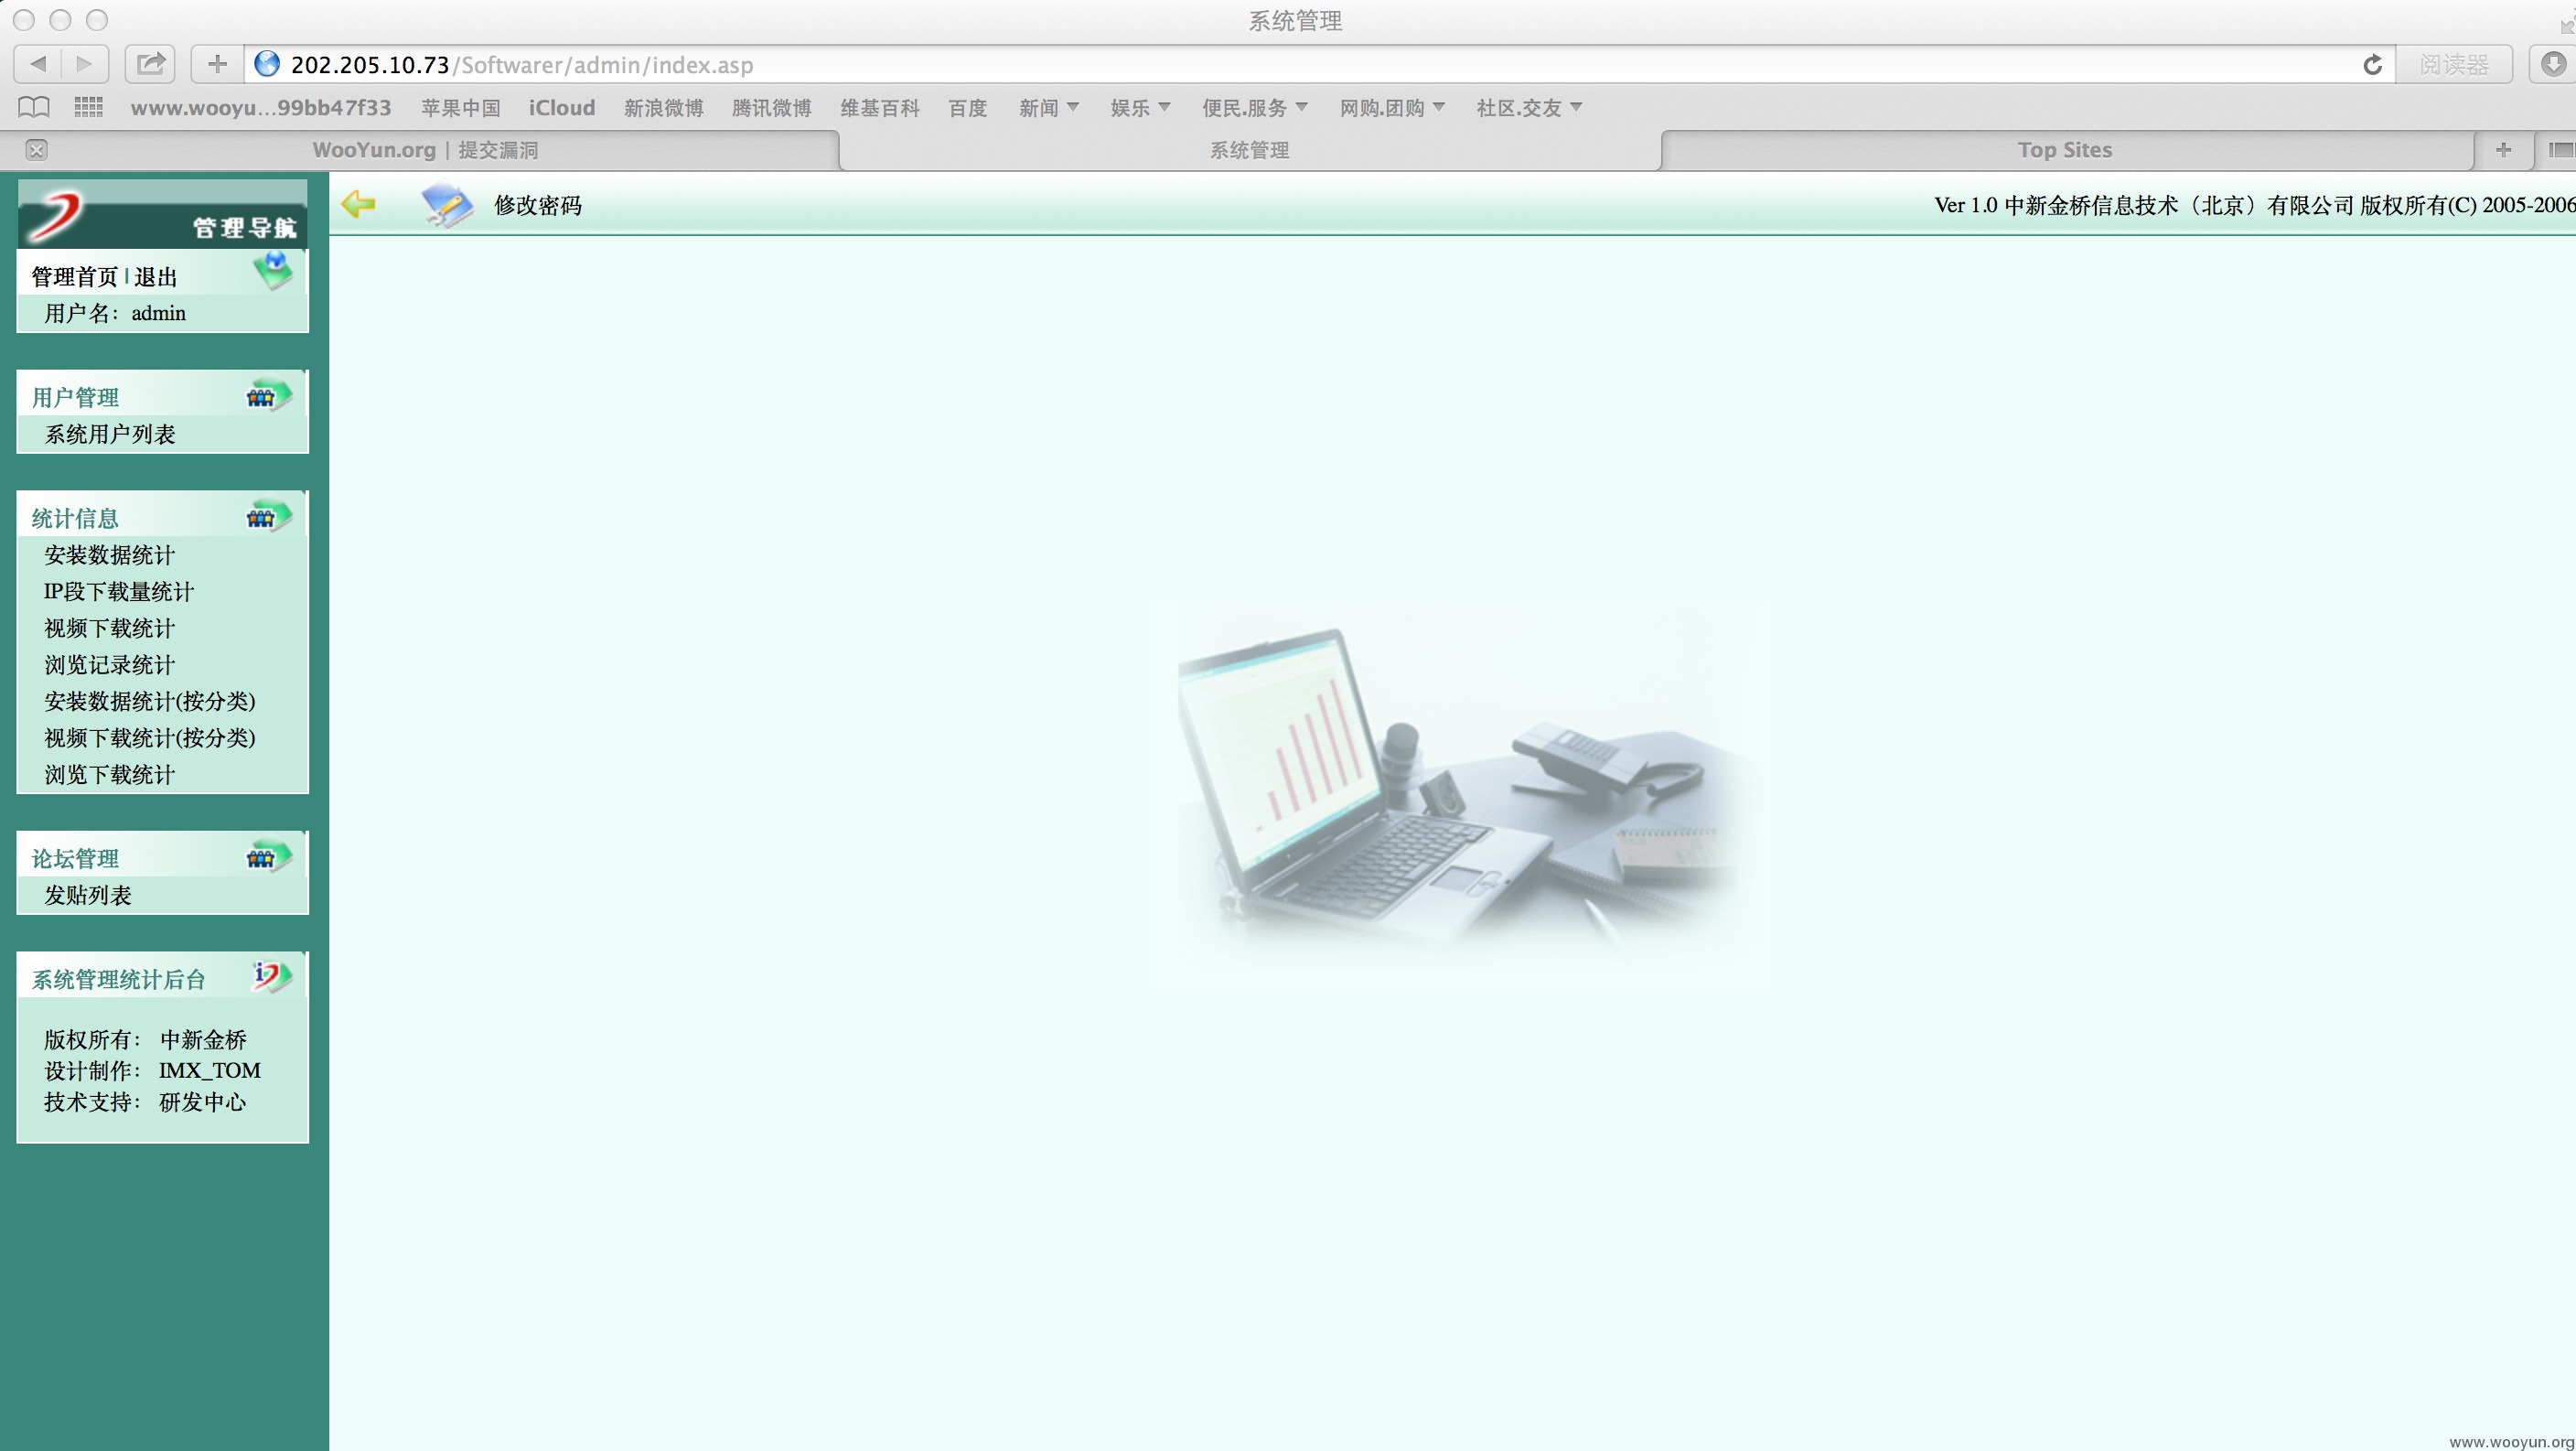 系统管理
202.205.10.73/Softwarer/admin/index.asp
阅读器
www.wooyu...99bb47f33 苹果中国 iCloud 新浪微博 腾讯微博 维基百科 百度 新闻 娱乐 便民.服务 网购.团购 社区.交友
WooYun.org | 提交漏洞
系统管理
Top Sites
管理导航
修改密码
Ver 1.0 中新金桥信息技术（北京）有限公司 版权所有(C) 2005-2006
管理首页 | 退出
用户名：admin
用户管理
系统用户列表
统计信息
安装数据统计
IP段下载量统计
视频下载统计
浏览记录统计
安装数据统计(按分类)
视频下载统计(按分类)
浏览下载统计
论坛管理
发贴列表
系统管理统计后台
版权所有： 中新金桥
设计制作： IMX_TOM
技术支持： 研发中心
www.wooyun.org